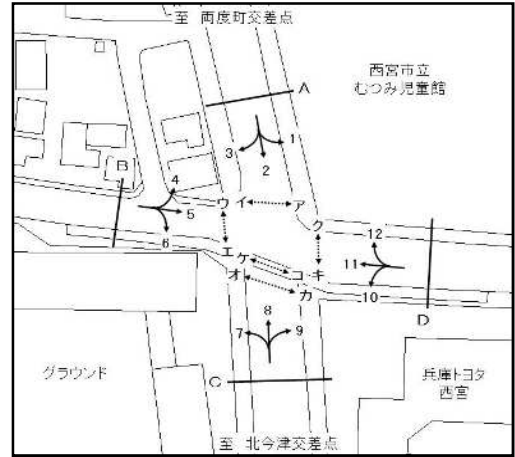 至 両度町交差点
西宮市立
むつみ児童館
A
1
2
3
B
4
5
6
ウ イ ア
ク
エ
ケ
オ
コ キ
カ
12
11
10
D
8
7 9
C
グラウンド
兵庫トヨタ
西宮
至 北今津交差点